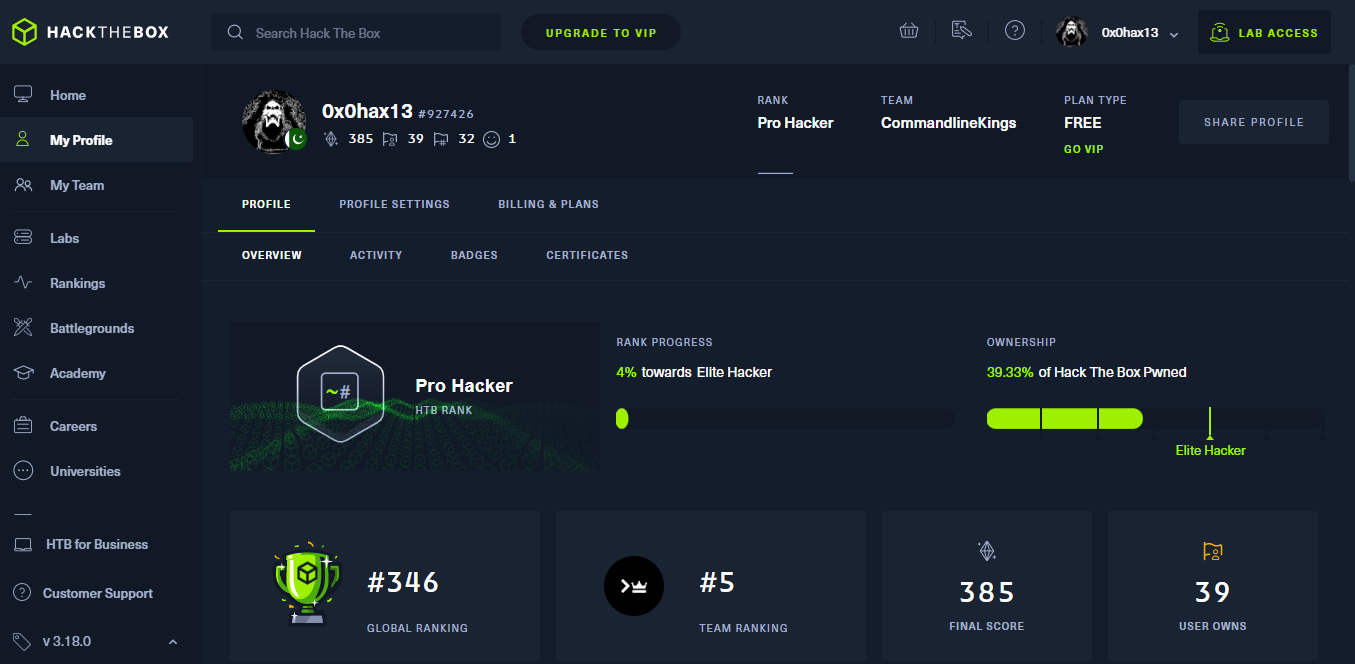 HACKTHEBOX
Search Hack The Box
UPGRADE TO VIP
0x0hax13
LAB ACCESS
Home
My Profile
My Team
Labs
Rankings
Battlegrounds
Academy
Careers
Universities
HTB for Business
Customer Support
v 3.18.0
0x0hax13 #927426
385 39 32 1
RANK
Pro Hacker
TEAM
CommandlineKings
PLAN TYPE
FREE
GO VIP
SHARE PROFILE
PROFILE PROFILE SETTINGS BILLING & PLANS
OVERVIEW ACTIVITY BADGES CERTIFICATES
~#
Pro Hacker
HTB RANK
RANK PROGRESS
4% towards Elite Hacker
OWNERSHIP
39.33% of Hack The Box Pwned
Elite Hacker
#346
GLOBAL RANKING
#5
TEAM RANKING
385
FINAL SCORE
39
USER OWNS